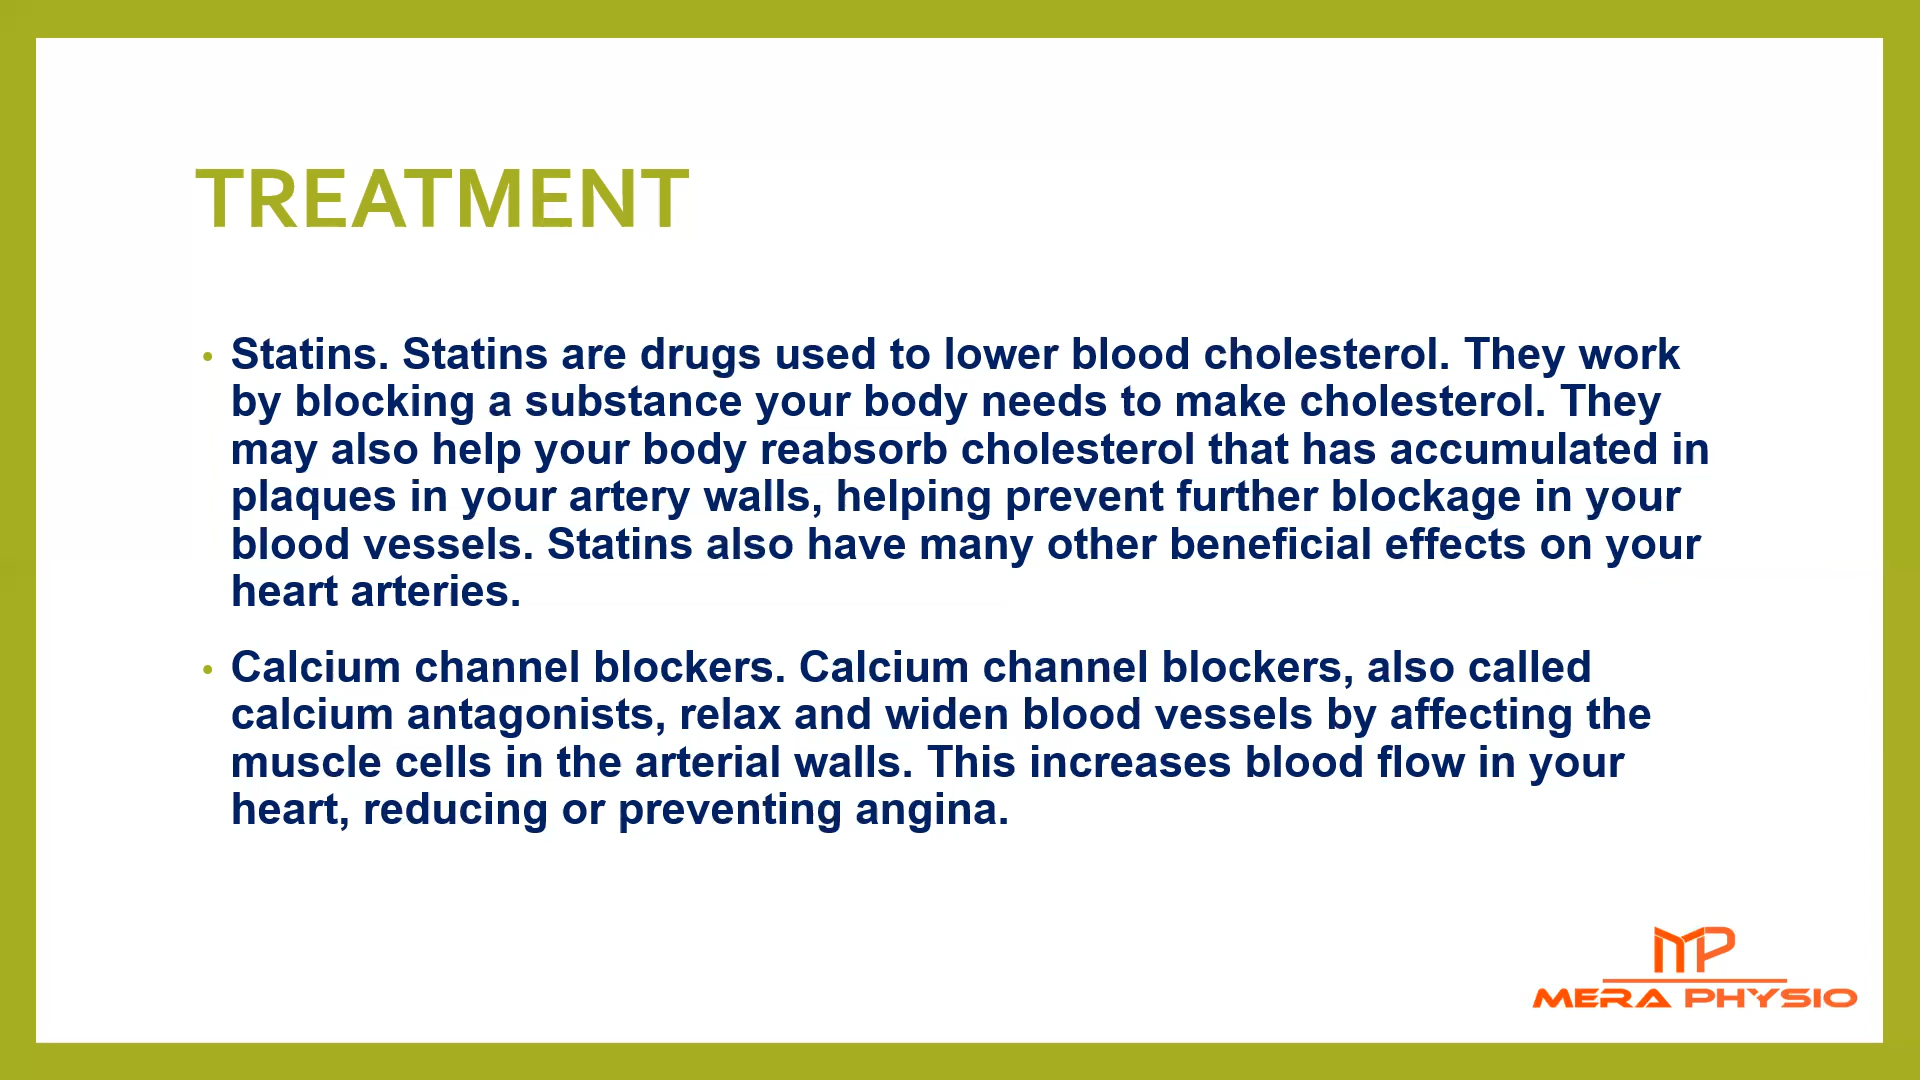 TREATMENT
• Statins. Statins are drugs used to lower blood cholesterol. They work
by blocking a substance your body needs to make cholesterol. They
may also help your body reabsorb cholesterol that has accumulated in
plaques in your artery walls, helping prevent further blockage in your
blood vessels. Statins also have many other beneficial effects on your
heart arteries.
• Calcium channel blockers. Calcium channel blockers, also called
calcium antagonists, relax and widen blood vessels by affecting the
muscle cells in the arterial walls. This increases blood flow in your
heart, reducing or preventing angina.
MP
MERA PHYSIO